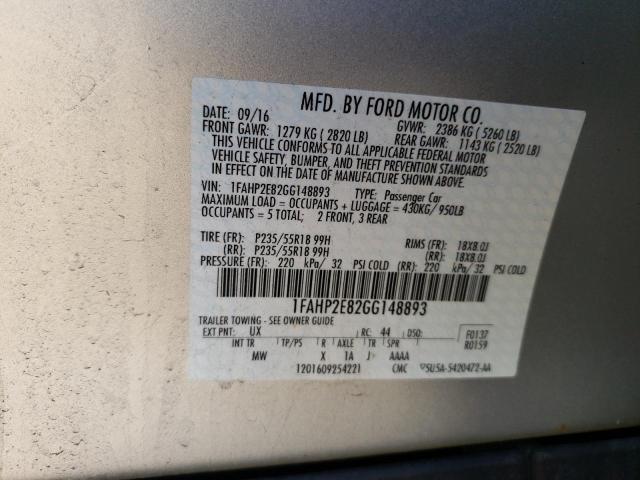 MFD. BY FORD MOTOR CO.
DATE: 09/16 GVWR: 2386 KG ( 5260 LB)
FRONT GAWR: 1279 KG ( 2820 LB) REAR GAWR: 1143 KG ( 2520 LB)
THIS VEHICLE CONFORMS TO ALL APPLICABLE FEDERAL MOTOR
VEHICLE SAFETY, BUMPER, AND THEFT PREVENTION STANDARDS
IN EFFECT ON THE DATE OF MANUFACTURE SHOWN ABOVE.
VIN: 1FAHP2E82GG148893 TYPE: Passenger Car
MAXIMUM LOAD = OCCUPANTS + LUGGAGE = 430KG/ 950LB
OCCUPANTS = 5 TOTAL; 2 FRONT, 3 REAR
TIRE (FR): P235/55R18 99H RIMS (FR): 18X8.0J
(RR): P235/55R18 99H (RR): 18X8.0J
PRESSURE (FR): 220 kPa/ 32 PSI COLD (RR): 220 kPa/ 32 PSI COLD
1FAHP2E82GG148893
TRAILER TOWING - SEE OWNER GUIDE
EXT PNT: UX RC: 44 DSO: F0137
INT TR TP/PS R AXLE TR SPR R0159
MW X 1A J AAAA
1201609254221 CMC 5U5A-5420472-AA